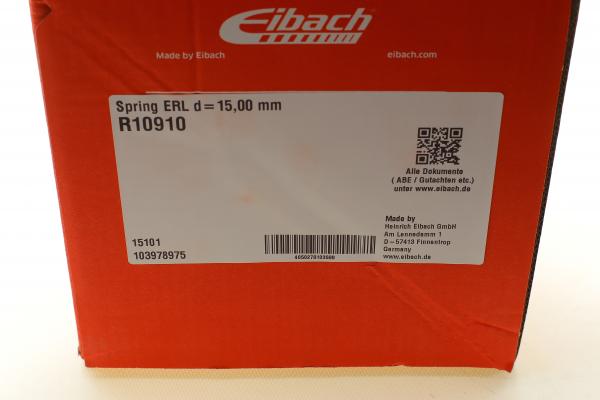 Eibach
Made by Eibach
eibach.com
Spring ERL d=15,00 mm
R10910
Alle Dokumente
( ABE / Gutachten etc.)
unter www.eibach.de
Made by
Heinrich Eibach GmbH
Am Lennedamm 1
D-57413 Finnentrop
Germany
www.eibach.de
15101
103978975